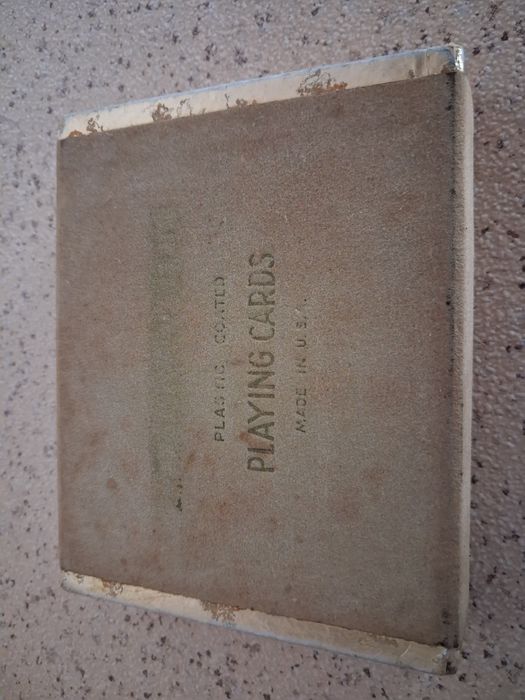 PLASTIC COATED
PLAYING CARDS
MADE IN U.S.A.